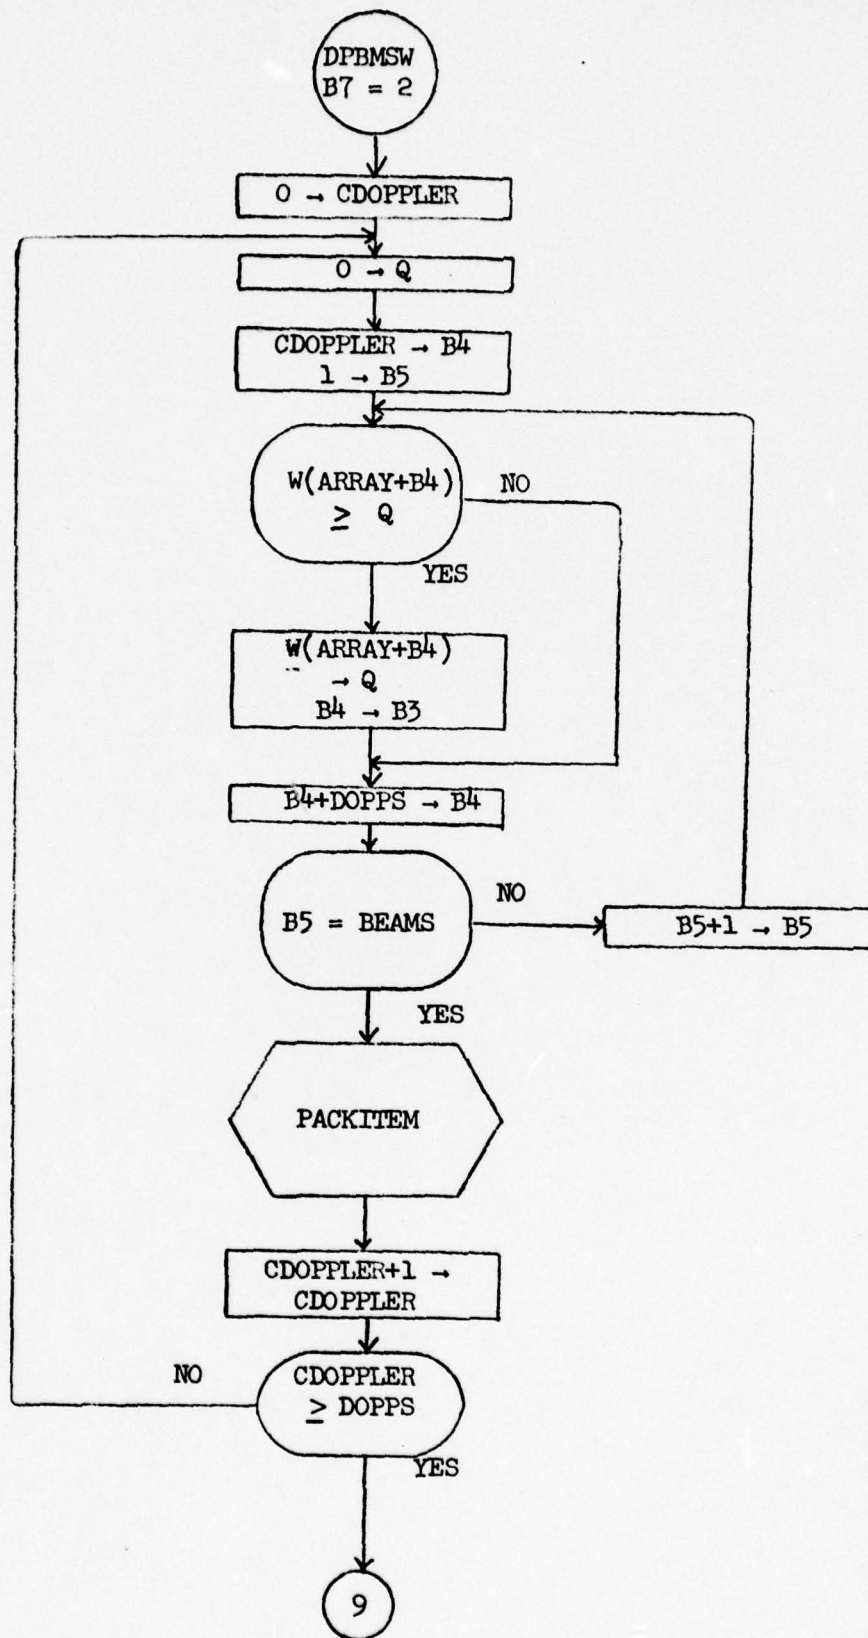 DPBMSW
B7 = 2
0 → CDOPPLER
0 → Q
CDOPPLER → B4
1 → B5
W(ARRAY+B4)
≥ Q
NO
YES
W(ARRAY+B4)
→ Q
B4 → B3
B4+DOPPS → B4
B5 = BEAMS
NO
B5+1 → B5
YES
PACKITEM
CDOPPLER+1 →
CDOPPLER
NO
CDOPPLER
≥ DOPPS
YES
9